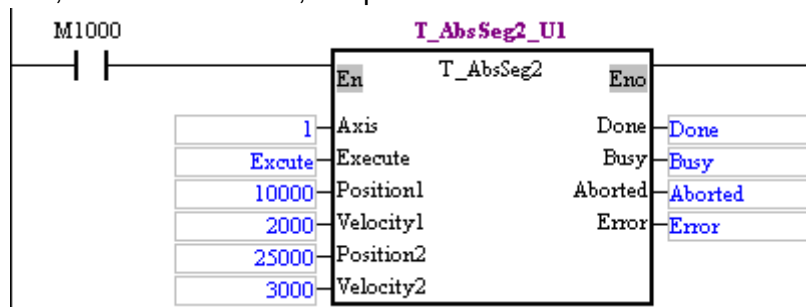 M1000 T_AbsSeg2_U1
En T_AbsSeg2 Eno
1 Axis Done Done
Excute Execute Busy Busy
10000 Position1 Aborted Aborted
2000 Velocity1 Error Error
25000 Position2
3000 Velocity2